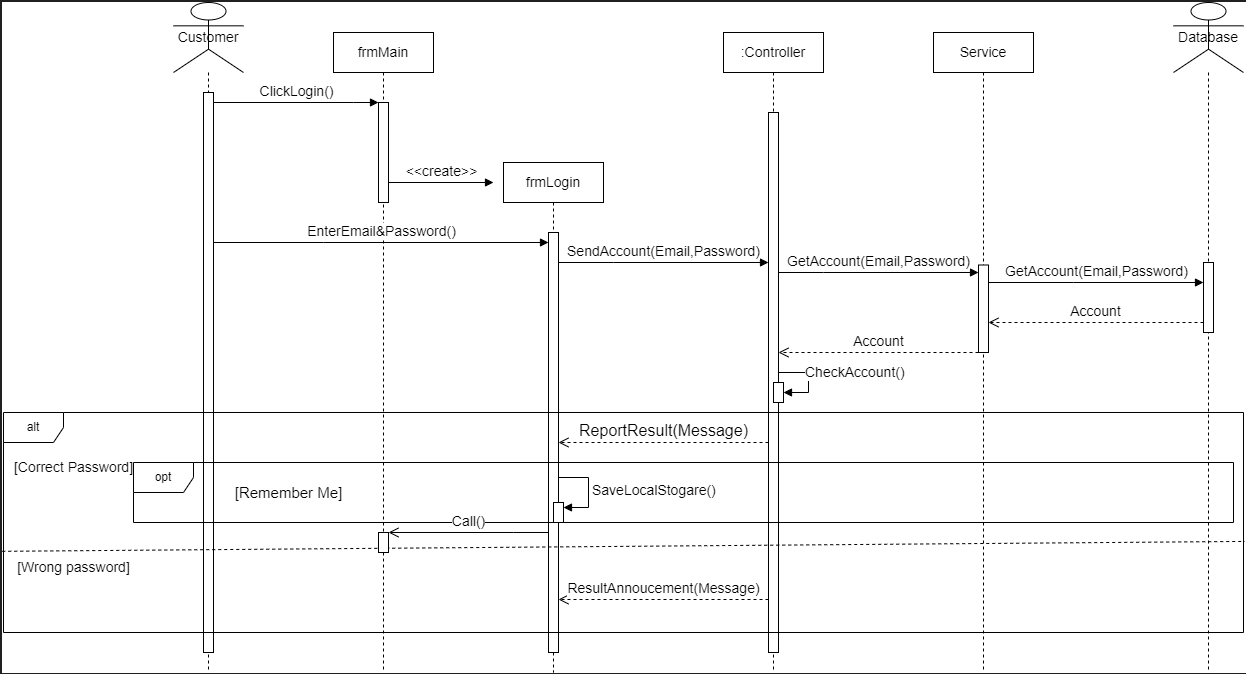 Customer
frmMain
:Controller
Service
Database
ClickLogin()
<<create>>
frmLogin
EnterEmail&Password()
SendAccount(Email,Password)
GetAccount(Email,Password)
GetAccount(Email,Password)
Account
Account
CheckAccount()
alt
ReportResult(Message)
[Correct Password]
opt
[Remember Me]
SaveLocalStogare()
Call()
[Wrong password]
ResultAnnoucement(Message)